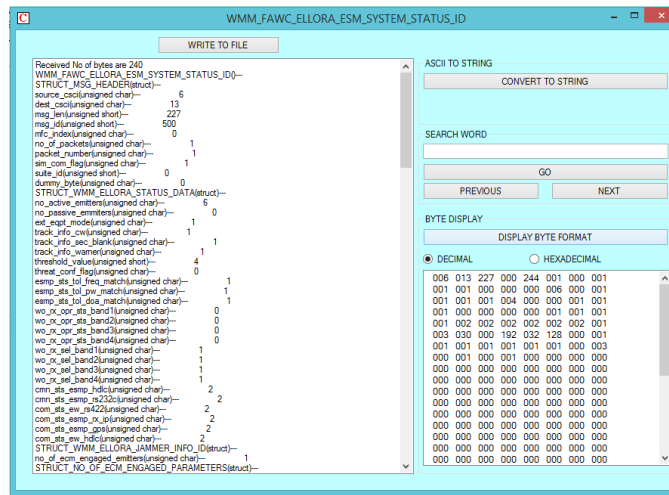 C
WMM_FAWC_ELLORA_ESM_SYSTEM_STATUS_ID
WRITE TO FILE
Received No of bytes are 240
WMM_FAWC_ELLORA_ESM_SYSTEM_STATUS_ID()---
STRUCT_MSG_HEADER(struct)---
source_csci(unsigned char)--- 6
dest_csci(unsigned char)--- 13
msg_len(unsigned short)--- 227
msg_id(unsigned short)--- 500
mfc_index(unsigned char)--- 0
no_of_packets(unsigned char)--- 1
packet_number(unsigned char)--- 1
sim_com_flag(unsigned char)--- 1
suite_id(unsigned short)--- 0
dummy_byte(unsigned char)--- 0
STRUCT_WMM_ELLORA_STATUS_DATA(struct)---
no_active_emitters(unsigned char)--- 6
no_passive_emmiters(unsigned char)--- 0
ext_eqpt_mode(unsigned char)--- 1
track_info_cw(unsigned char)--- 1
track_info_sec_blank(unsigned char)--- 1
track_info_warner(unsigned char)--- 1
threshold_value(unsigned short)--- 4
threat_conf_flag(unsigned char)--- 0
esmp_sts_tol_freq_match(unsigned char)--- 1
esmp_sts_tol_pw_match(unsigned char)--- 1
esmp_sts_tol_doa_match(unsigned char)--- 1
wo_rx_opr_sts_band1(unsigned char)--- 0
wo_rx_opr_sts_band2(unsigned char)--- 0
wo_rx_opr_sts_band3(unsigned char)--- 0
wo_rx_opr_sts_band4(unsigned char)--- 0
wo_rx_sel_band1(unsigned char)--- 1
wo_rx_sel_band2(unsigned char)--- 1
wo_rx_sel_band3(unsigned char)--- 1
wo_rx_sel_band4(unsigned char)--- 1
cmn_sts_esmp_hdlc(unsigned char)--- 2
cmn_sts_esmp_rs232c(unsigned char)--- 2
com_sts_ew_rs422(unsigned char)--- 2
com_sts_esmp_rx_ip(unsigned char)--- 2
com_sts_esmp_gps(unsigned char)--- 2
com_sts_ew_hdlc(unsigned char)--- 2
STRUCT_WMM_ELLORA_JAMMER_INFO_ID(struct)---
no_of_ecm_engaged_emitters(unsigned char)--- 1
STRUCT_NO_OF_ECM_ENGAGED_PARAMETERS(struct)---
ASCII TO STRING
CONVERT TO STRING
SEARCH WORD
GO
PREVIOUS NEXT
BYTE DISPLAY
DISPLAY BYTE FORMAT
DECIMAL HEXADECIMAL
006 013 227 000 244 001 000 001
001 001 000 000 000 006 000 001
001 001 001 004 000 000 001 001
001 000 000 000 000 001 001 001
001 002 002 002 002 002 002 001
003 030 000 192 032 128 000 001
001 001 001 001 001 001 000 003
000 001 000 001 000 000 000 000
000 000 000 000 000 000 000 000
000 000 000 000 000 000 000 000
000 000 000 000 000 000 000 000
000 000 000 000 000 000 000 000
000 000 000 000 000 000 000 000
000 000 000 000 000 000 000 000
000 000 000 000 000 000 000 000
000 000 000 000 000 000 000 000
000 000 000 000 000 000 000 000